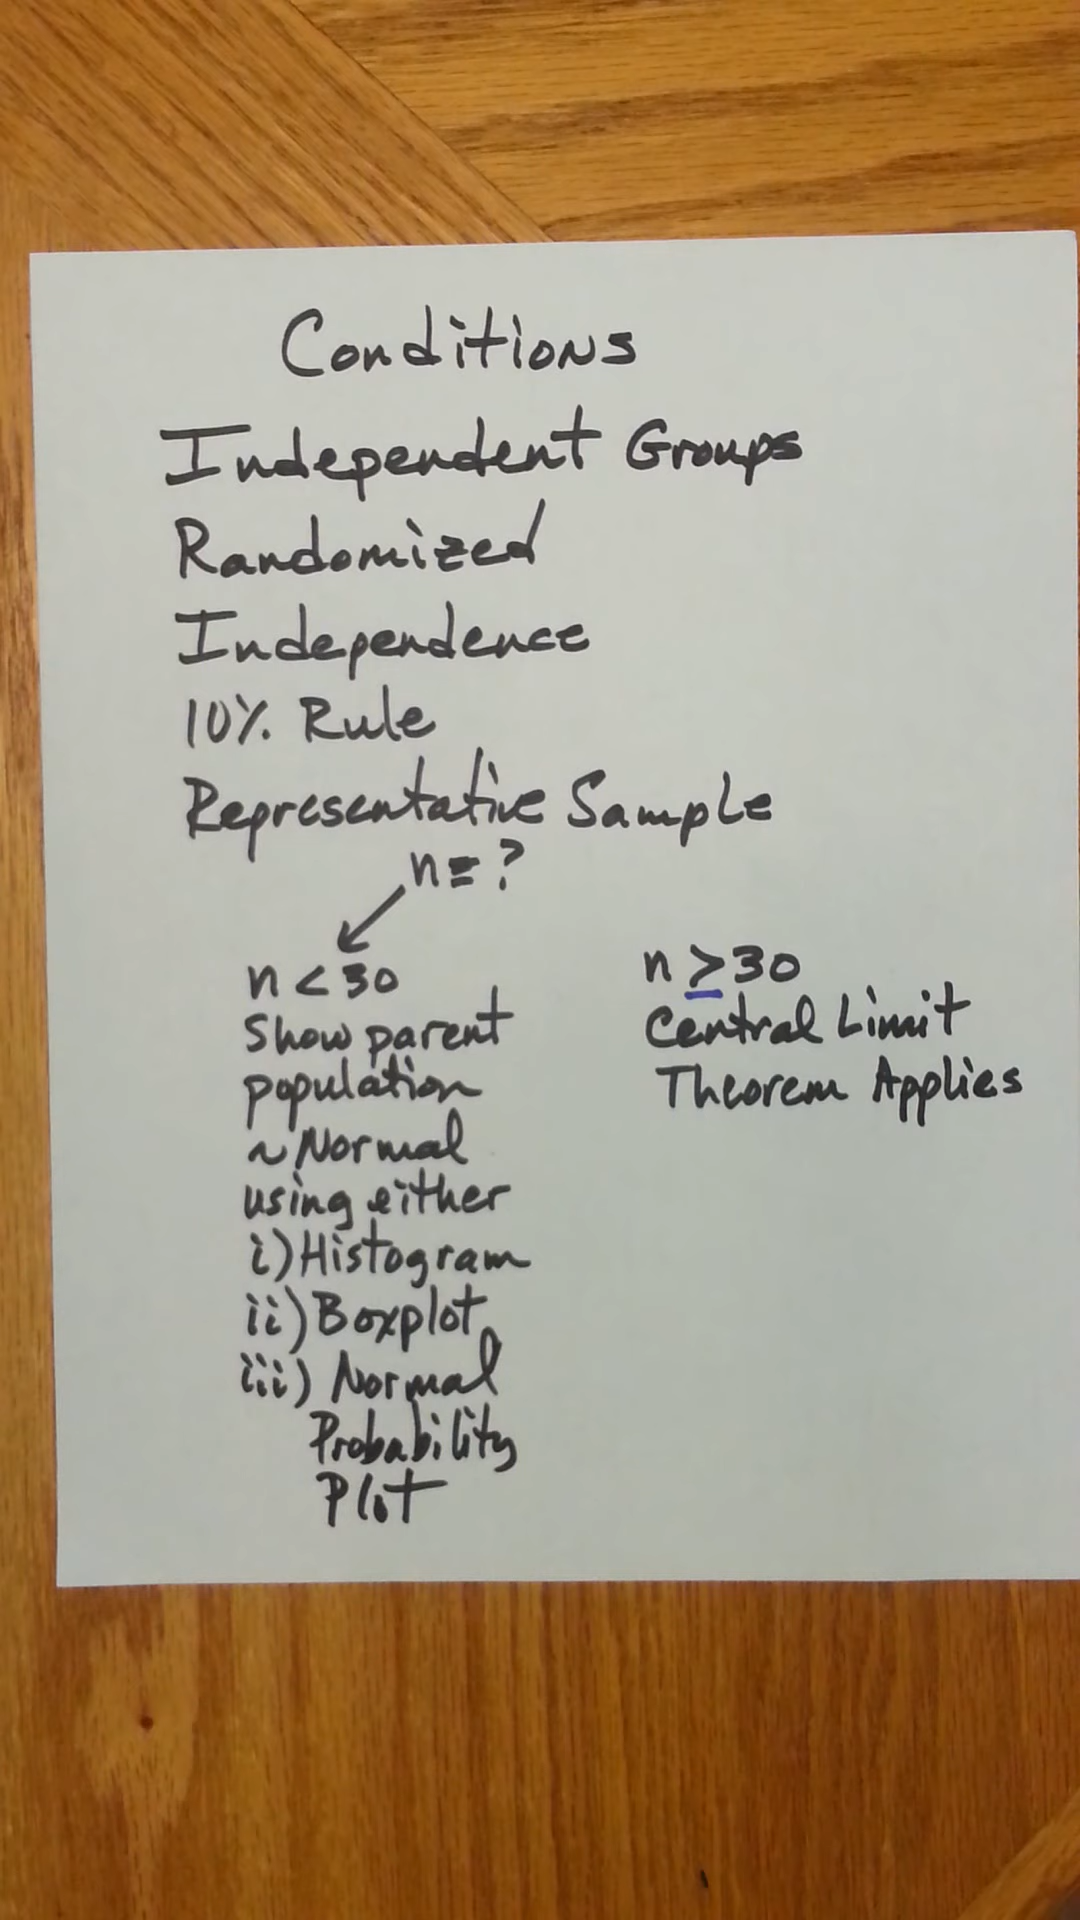 Conditions
Independent Groups
Randomized
Independence
10% Rule
Representative Sample
n = ?
n < 30
Show parent
population
~ Normal
using either
i) Histogram
ii) Boxplot
iii) Normal
Probability
Plot
n ≥ 30
Central Limit
Theorem Applies